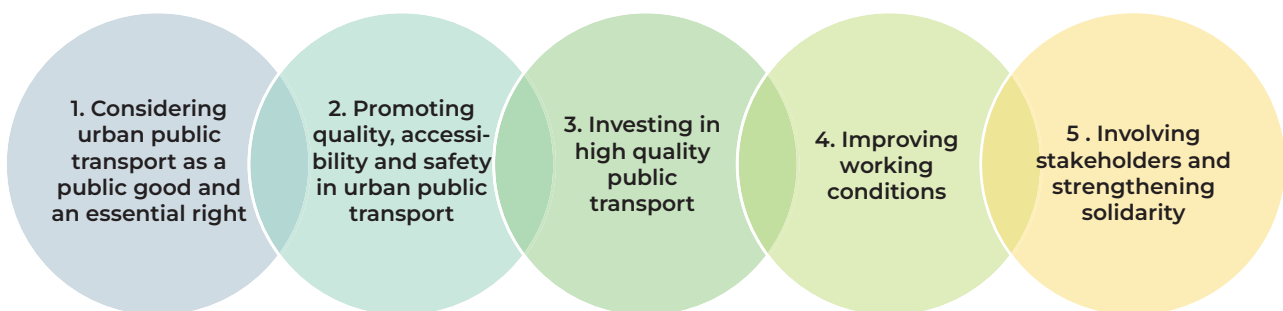 1. Considering
urban public
transport as a
public good and
an essential right
2. Promoting
quality, accessi-
bility and safety
in urban public
transport
3. Investing in
high quality
public
transport
4. Improving
working
conditions
5 . Involving
stakeholders and
strengthening
solidarity